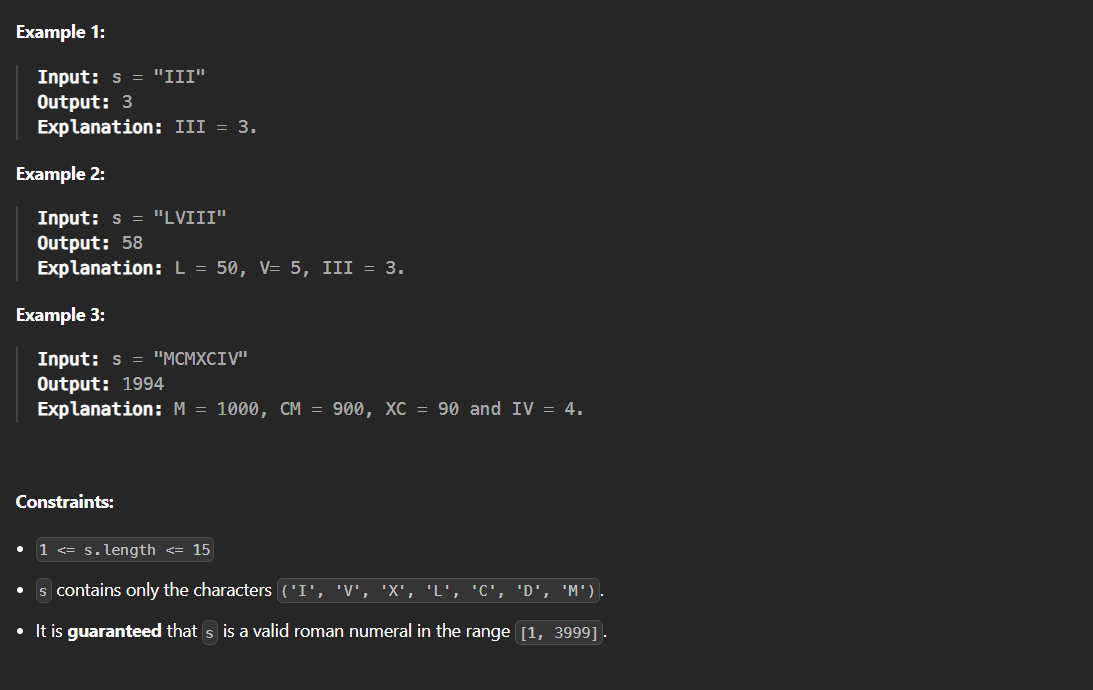 Example 1:
Input: s = "III"
Output: 3
Explanation: III = 3.
Example 2:
Input: s = "LVIII"
Output: 58
Explanation: L = 50, V= 5, III = 3.
Example 3:
Input: s = "MCMXCIV"
Output: 1994
Explanation: M = 1000, CM = 900, XC = 90 and IV = 4.
Constraints:
• 1 <= s.length <= 15
• s contains only the characters ('I', 'V', 'X', 'L', 'C', 'D', 'M').
• It is guaranteed that s is a valid roman numeral in the range [1, 3999].